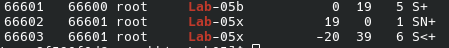 66601 66600 root Lab-05b 0 19 5 S+
66602 66601 root Lab-05x 19 0 1 SN+
66603 66602 root Lab-05x -20 39 6 S<+